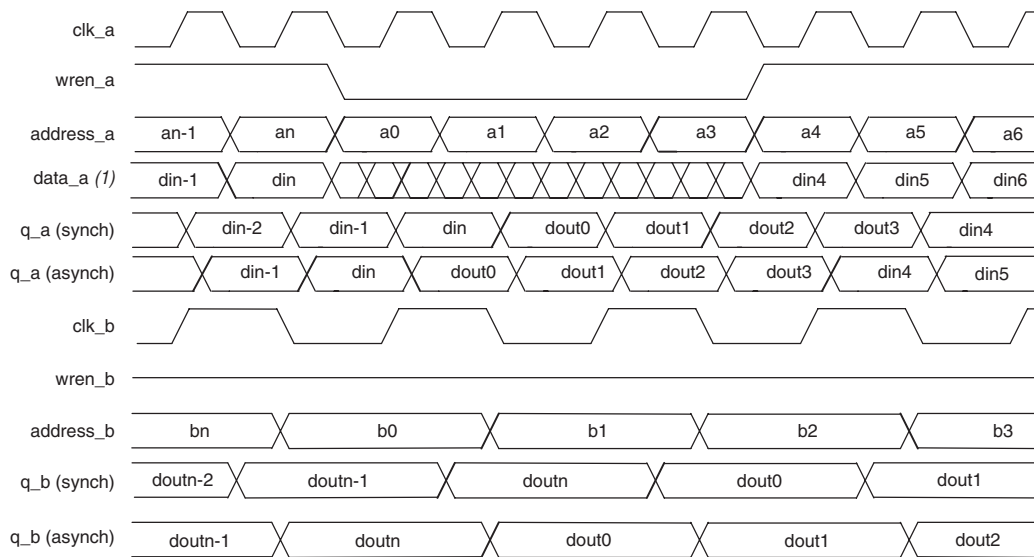 clk_a
wren_a
address_a an-1 an a0 a1 a2 a3 a4 a5 a6
data_a (1) din-1 din din4 din5 din6
q_a (synch) din-2 din-1 din dout0 dout1 dout2 dout3 din4
q_a (asynch) din-1 din dout0 dout1 dout2 dout3 din4 din5
clk_b
wren_b
address_b bn b0 b1 b2 b3
q_b (synch) doutn-2 doutn-1 doutn dout0 dout1
q_b (asynch) doutn-1 doutn dout0 dout1 dout2